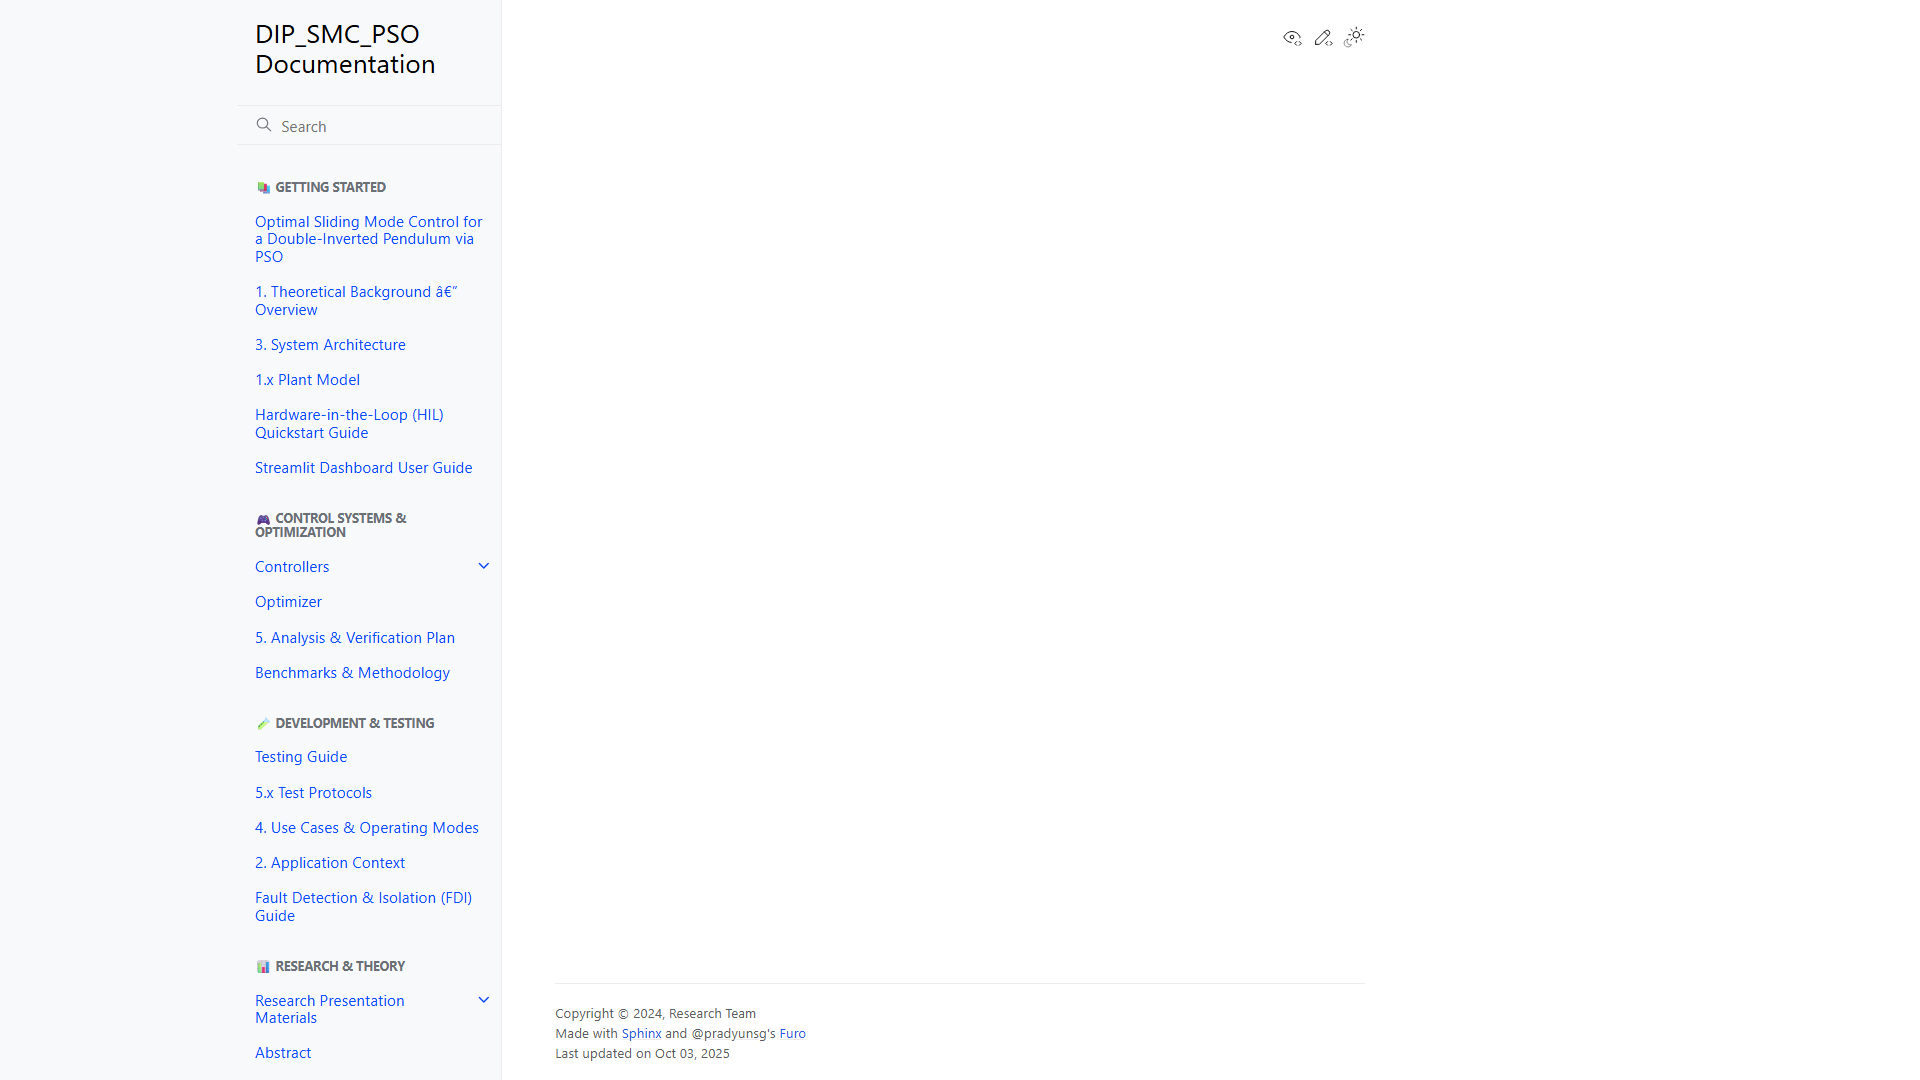 DIP_SMC_PSO
Documentation
Search
📚 GETTING STARTED
Optimal Sliding Mode Control for
a Double-Inverted Pendulum via
PSO
1. Theoretical Background â€”
Overview
3. System Architecture
1.x Plant Model
Hardware-in-the-Loop (HIL)
Quickstart Guide
Streamlit Dashboard User Guide
🎮 CONTROL SYSTEMS &
OPTIMIZATION
Controllers
Optimizer
5. Analysis & Verification Plan
Benchmarks & Methodology
🧪 DEVELOPMENT & TESTING
Testing Guide
5.x Test Protocols
4. Use Cases & Operating Modes
2. Application Context
Fault Detection & Isolation (FDI)
Guide
📊 RESEARCH & THEORY
Research Presentation
Materials
Abstract
Copyright © 2024, Research Team
Made with Sphinx and @pradyunsg's Furo
Last updated on Oct 03, 2025